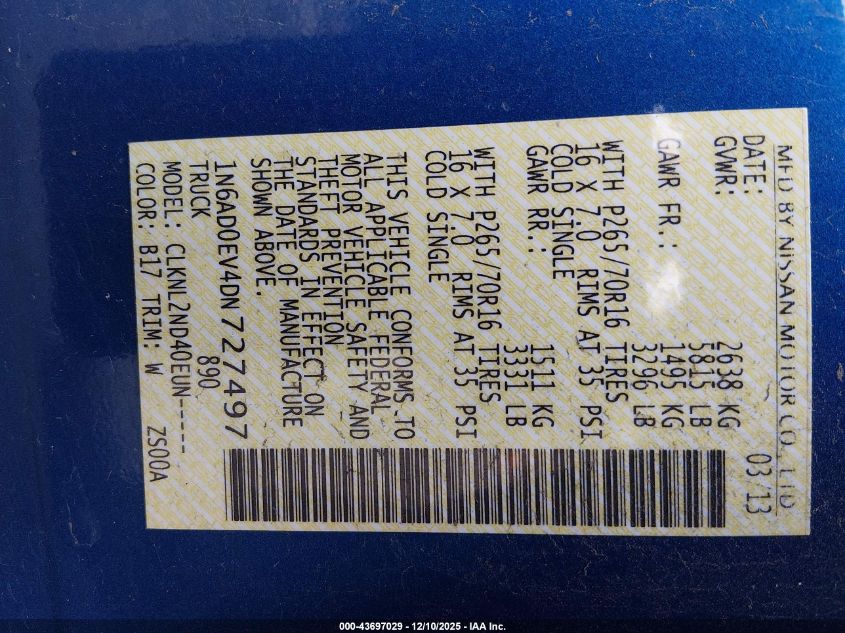 MFD BY NISSAN MOTOR CO., LTD
DATE: 03/13
GVWR: 2638 KG
5815 LB
GAWR FR.: 1495 KG
3296 LB
WITH P265/70R16 TIRES
16 X 7.0 RIMS AT 35 PSI
COLD SINGLE
GAWR RR.: 1511 KG
3331 LB
WITH P265/70R16 TIRES
16 X 7.0 RIMS AT 35 PSI
COLD SINGLE
THIS VEHICLE CONFORMS TO
ALL APPLICABLE FEDERAL
MOTOR VEHICLE SAFETY AND
THEFT PREVENTION
STANDARDS IN EFFECT ON
THE DATE OF MANUFACTURE
SHOWN ABOVE.
1N6AD0EV4DN727497
TRUCK 890
MODEL: CLKNL2ND40EUN-----
COLOR: B17 TRIM: W ZS00A
000-43697029 - 12/10/2025 - IAA Inc.